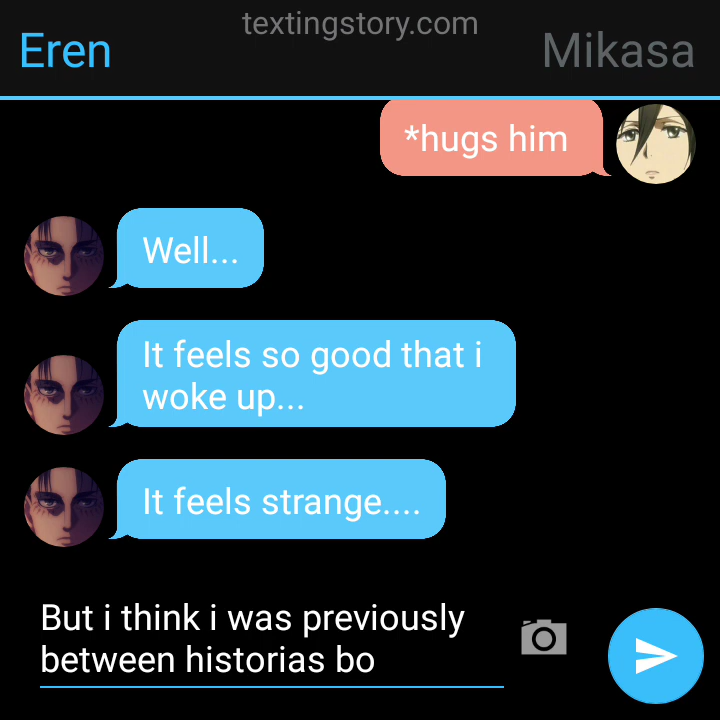 textingstory.com
Eren
Mikasa
*hugs him
Well...
It feels so good that i
woke up...
It feels strange....
But i think i was previously
between historias bo